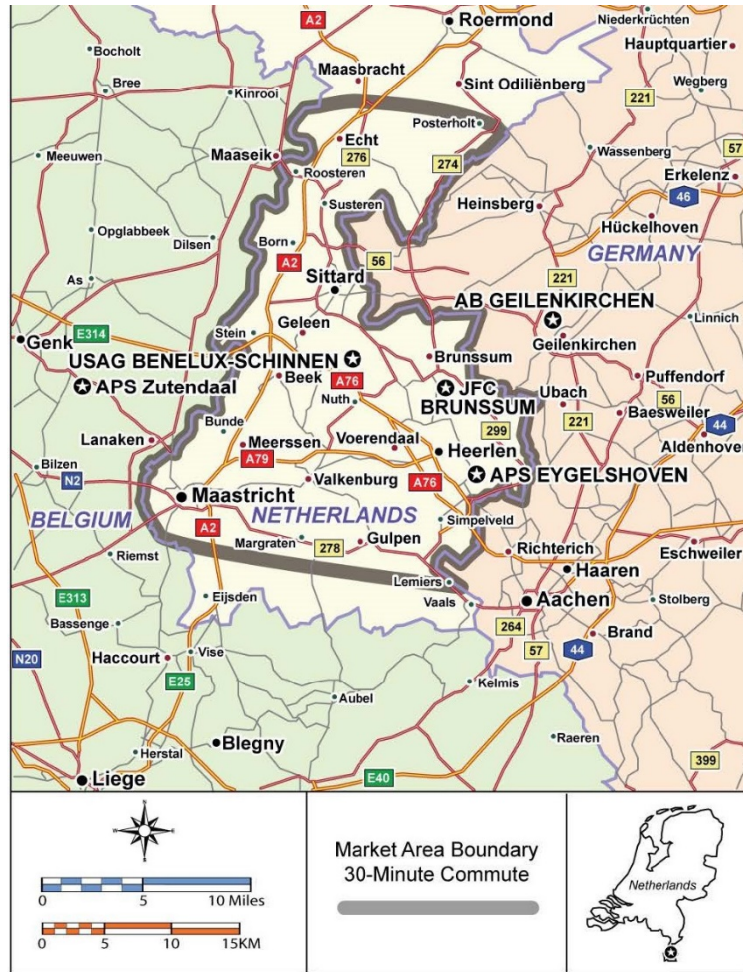 A2
Roermond
Niederkrüchten
Bocholt
Hauptquartier
Maasbracht
Bree
Kinrooi
Sint Odiliënberg
Wegberg
221
Posterholt
Echt
276
274
Meeuwen
Maaseik
Roosteren
Wassenberg
57
Erkelenz
Susteren
Heinsberg
46
Hückelhoven
Opglabbeek
Dilsen
Born
A2
56
GERMANY
221
As
Sittard
AB GEILENKIRCHEN
Linnich
E314
Stein
Geleen
Genk
Geilenkirchen
USAG BENELUX-SCHINNEN
Brunssum
APS Zutendaal
Beek
A76
JFC
BRUNSSUM
Puffendorf
Nuth
Ubach
56
Baesweiler
221
44
Aldenhoven
Lanaken
Bunde
Meerssen
Voerendaal
299
Heerlen
Bilzen
A79
N2
Valkenburg
A76
APS EYGELSHOVEN
Maastricht
BELGIUM
A2
NETHERLANDS
Simpelveld
Margraten
278
Gulpen
Richterich
Eschweiler
Riemst
Haaren
Lemiers
E313
Eijsden
Vaals
Aachen
Stolberg
Bassenge
264
Brand
N20
Haccourt
Vise
57
44
E25
Kelmis
Aubel
Raeren
Herstal
Blegny
399
Liege
E40
N
W
E
S
0 5 10 Miles
0 5 10 15KM
Market Area Boundary
30-Minute Commute
Netherlands